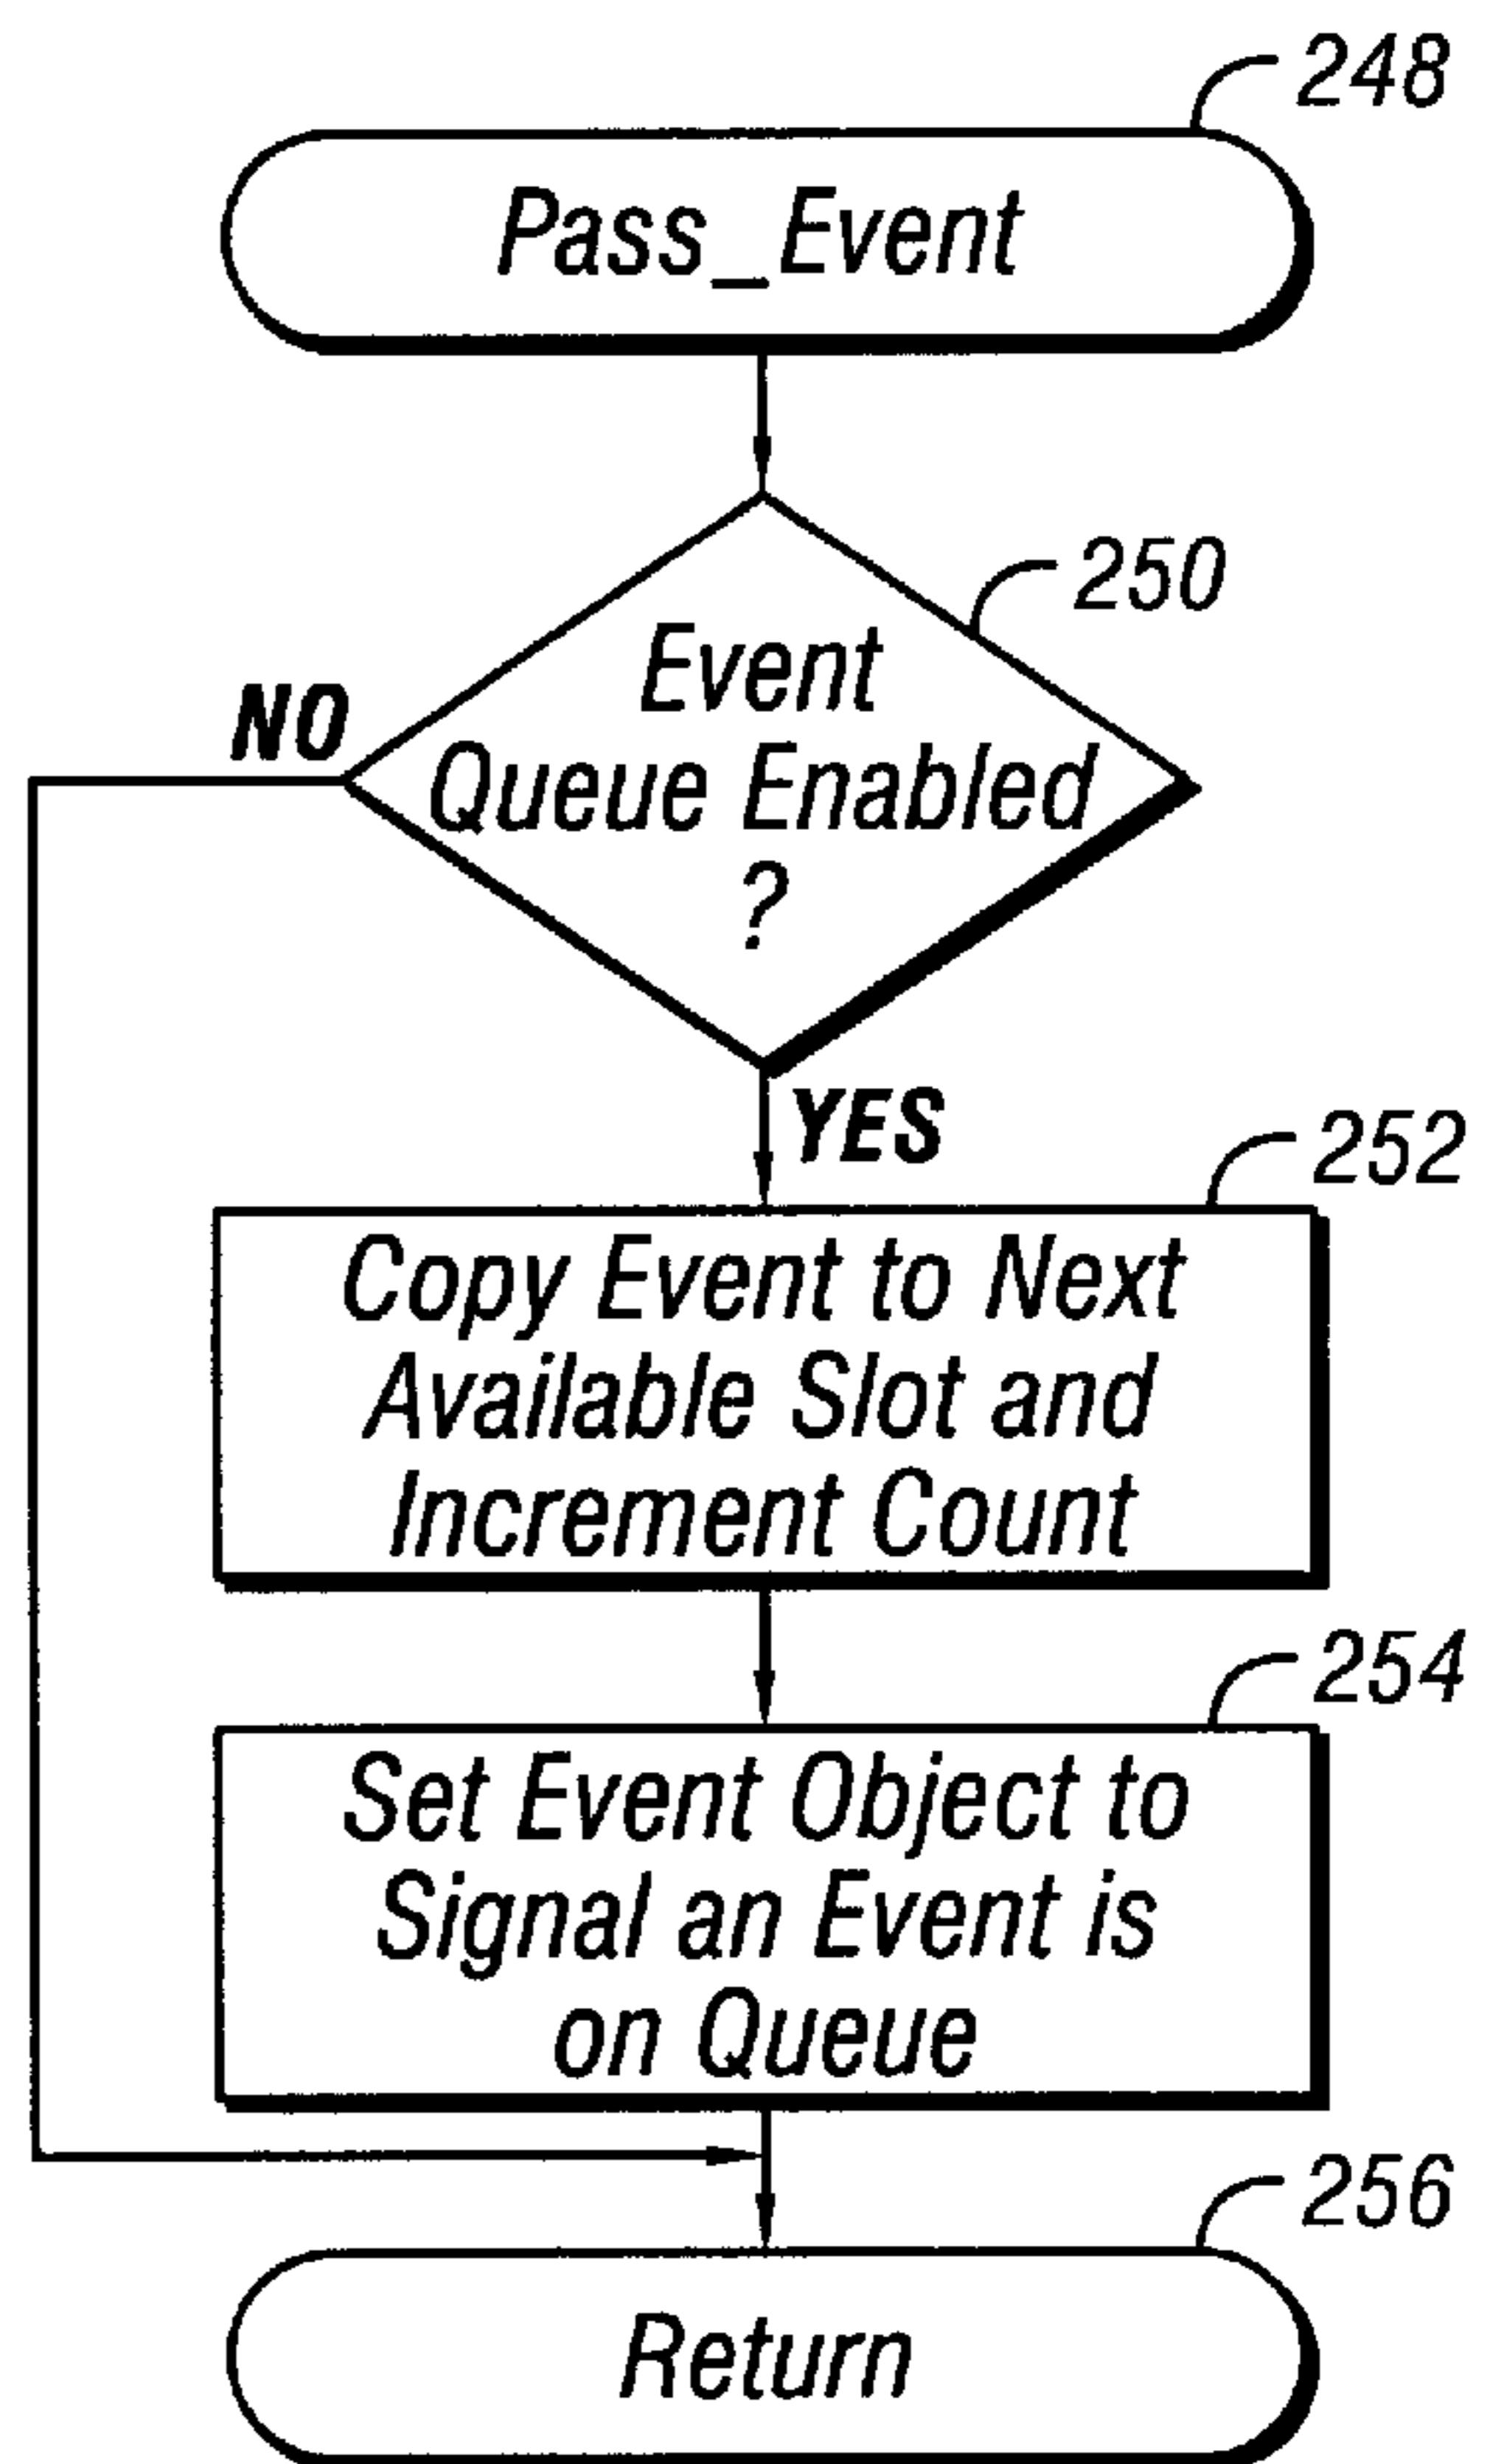 248
Pass_Event
250
Event
Queue Enabled
?
NO
YES
252
Copy Event to Next
Available Slot and
Increment Count
254
Set Event Object to
Signal an Event is
on Queue
256
Return